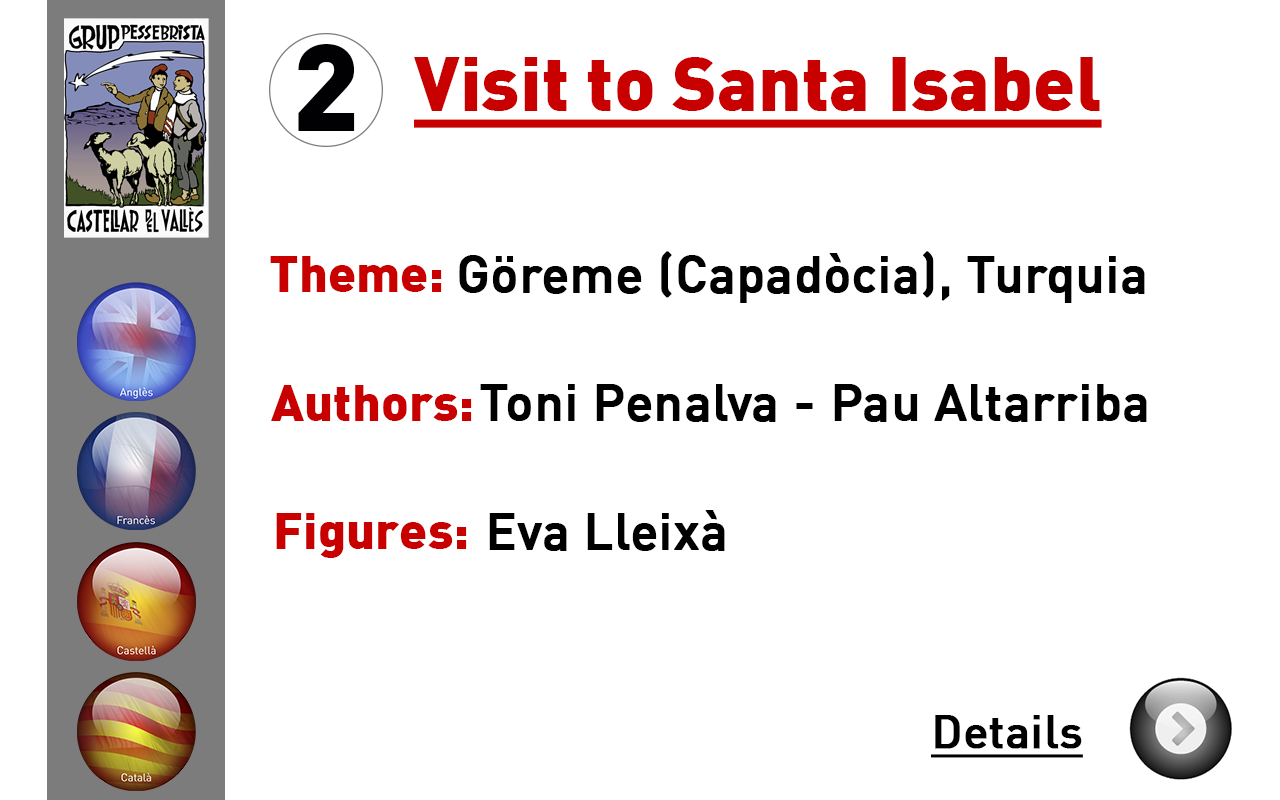 GRUP PESSEBRISTA
CASTELLAR DEL VALLÈS
Anglès
Francès
Castellà
Català
2 Visit to Santa Isabel
Theme: Göreme (Capadòcia), Turquia
Authors: Toni Penalva - Pau Altarriba
Figures: Eva Lleixà
Details